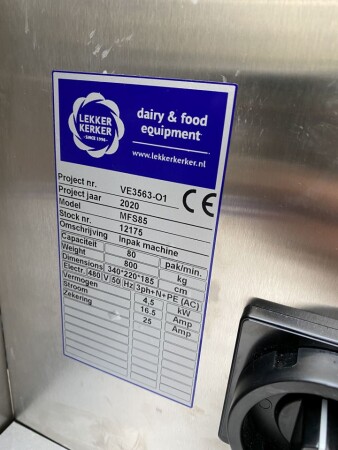 LEKKER
KERKER
SINCE 1996
dairy & food
equipment
www.lekkerkerker.nl
Project nr. VE3563-O1
Project jaar 2020
Model MFS85
Stock nr. 12175
Omschrijving Inpak machine
Capaciteit 80 pak/min.
Weight 800 kg
Dimensions 340*220*185 cm
Electr. 480 V 50 Hz 3ph+N+PE (AC)
Vermogen 4,5 kW
Stroom 16.5 Amp
Zekering 25 Amp
CE